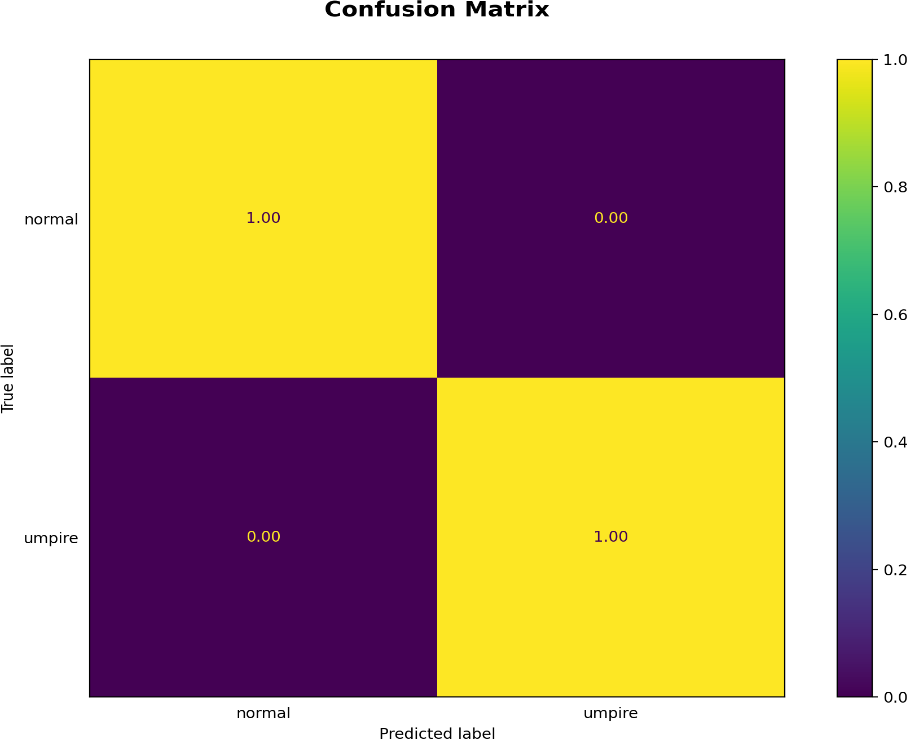 Confusion Matrix
1.0
0.8
normal
1.00
0.00
0.6
True label
0.4
umpire
0.00
1.00
0.2
0.0
normal
umpire
Predicted label